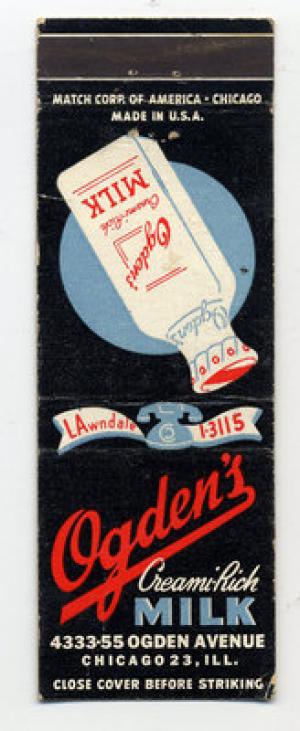 MATCH CORP. OF AMERICA · CHICAGO
MADE IN U.S.A.
Ogden's
Creami-Rich
MILK
Ogden's
LAwndale 1-3115
Ogden's
Creami-Rich
MILK
4333-55 OGDEN AVENUE
CHICAGO 23, ILL.
CLOSE COVER BEFORE STRIKING